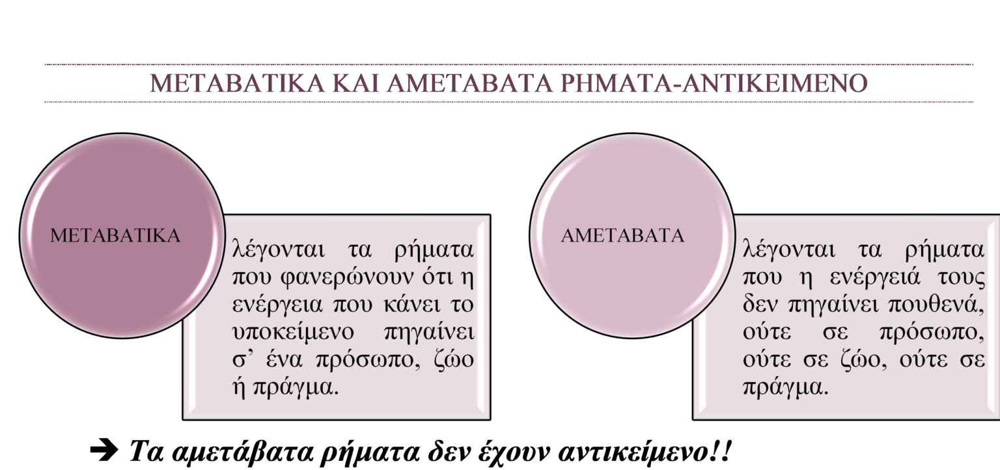 ΜΕΤΑΒΑΤΙΚΑ ΚΑΙ ΑΜΕΤΑΒΑΤΑ ΡΗΜΑΤΑ-ΑΝΤΙΚΕΙΜΕΝΟ
ΜΕΤΑΒΑΤΙΚΑ
λέγονται τα ρήματα
που φανερώνουν ότι η
ενέργεια που κάνει το
υποκείμενο πηγαίνει
σ’ ένα πρόσωπο, ζώο
ή πράγμα.
ΑΜΕΤΑΒΑΤΑ
λέγονται τα ρήματα
που η ενέργειά τους
δεν πηγαίνει πουθενά,
ούτε σε πρόσωπο,
ούτε σε ζώο, ούτε σε
πράγμα.
➔ Τα αμετάβατα ρήματα δεν έχουν αντικείμενο!!